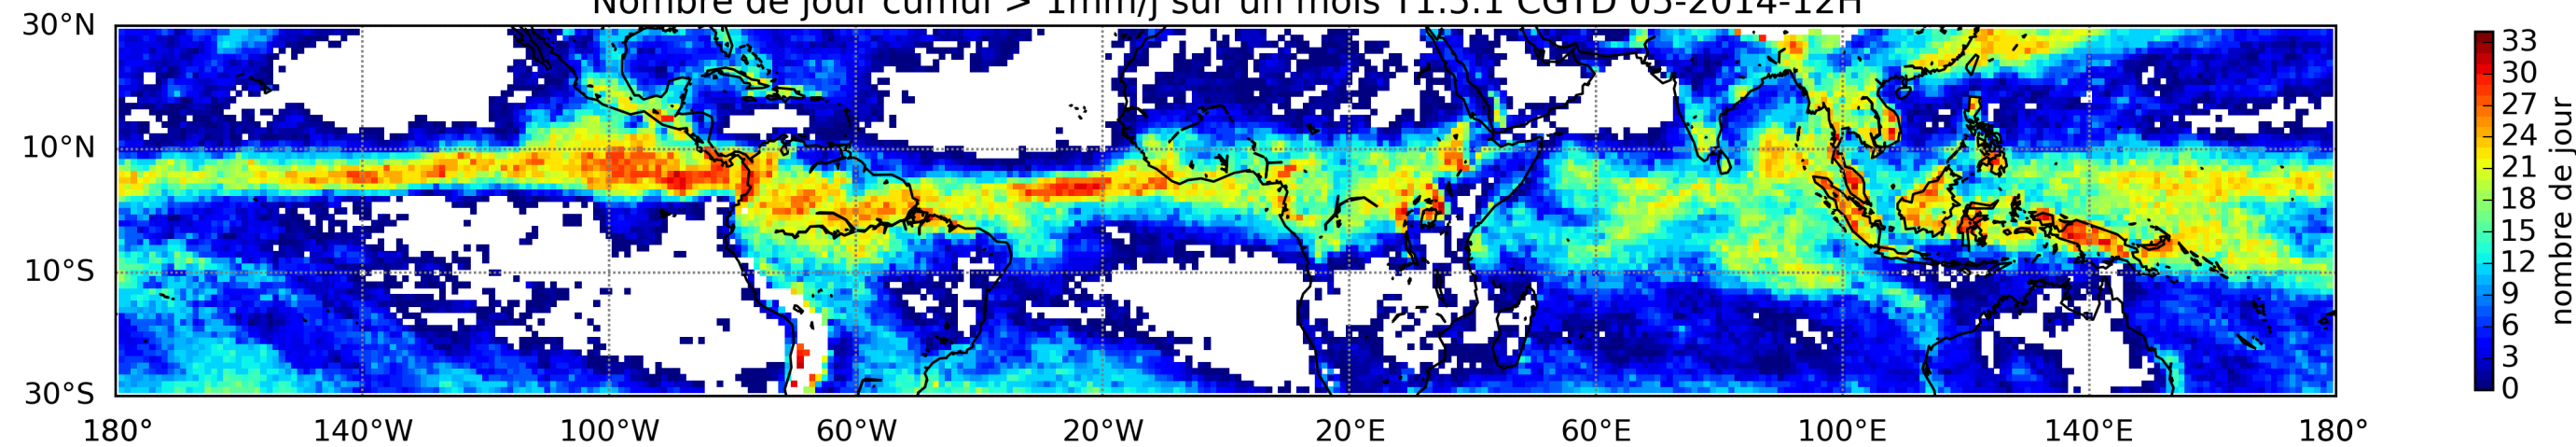 Nombre de jour cumul > 1mm/j sur un mois T1.5.1 CGTD 05-2014-12H
30°N
10°N
10°S
30°S
180° 140°W 100°W 60°W 20°W 20°E 60°E 100°E 140°E 180°
33
30
27
24
21
18
15
12
9
6
3
0
nombre de jour